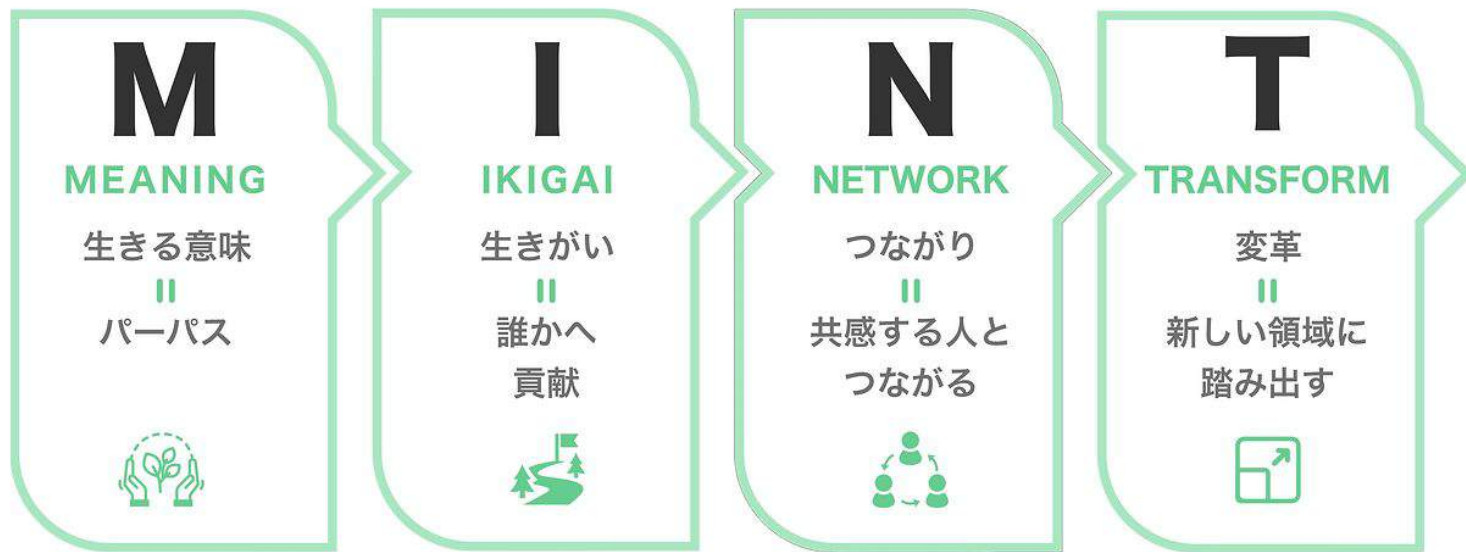 M
MEANING
生きる意味
=
パーパス
I
IKIGAI
生きがい
=
誰かへ
貢献
N
NETWORK
つながり
=
共感する人と
つながる
T
TRANSFORM
変革
=
新しい領域に
踏み出す